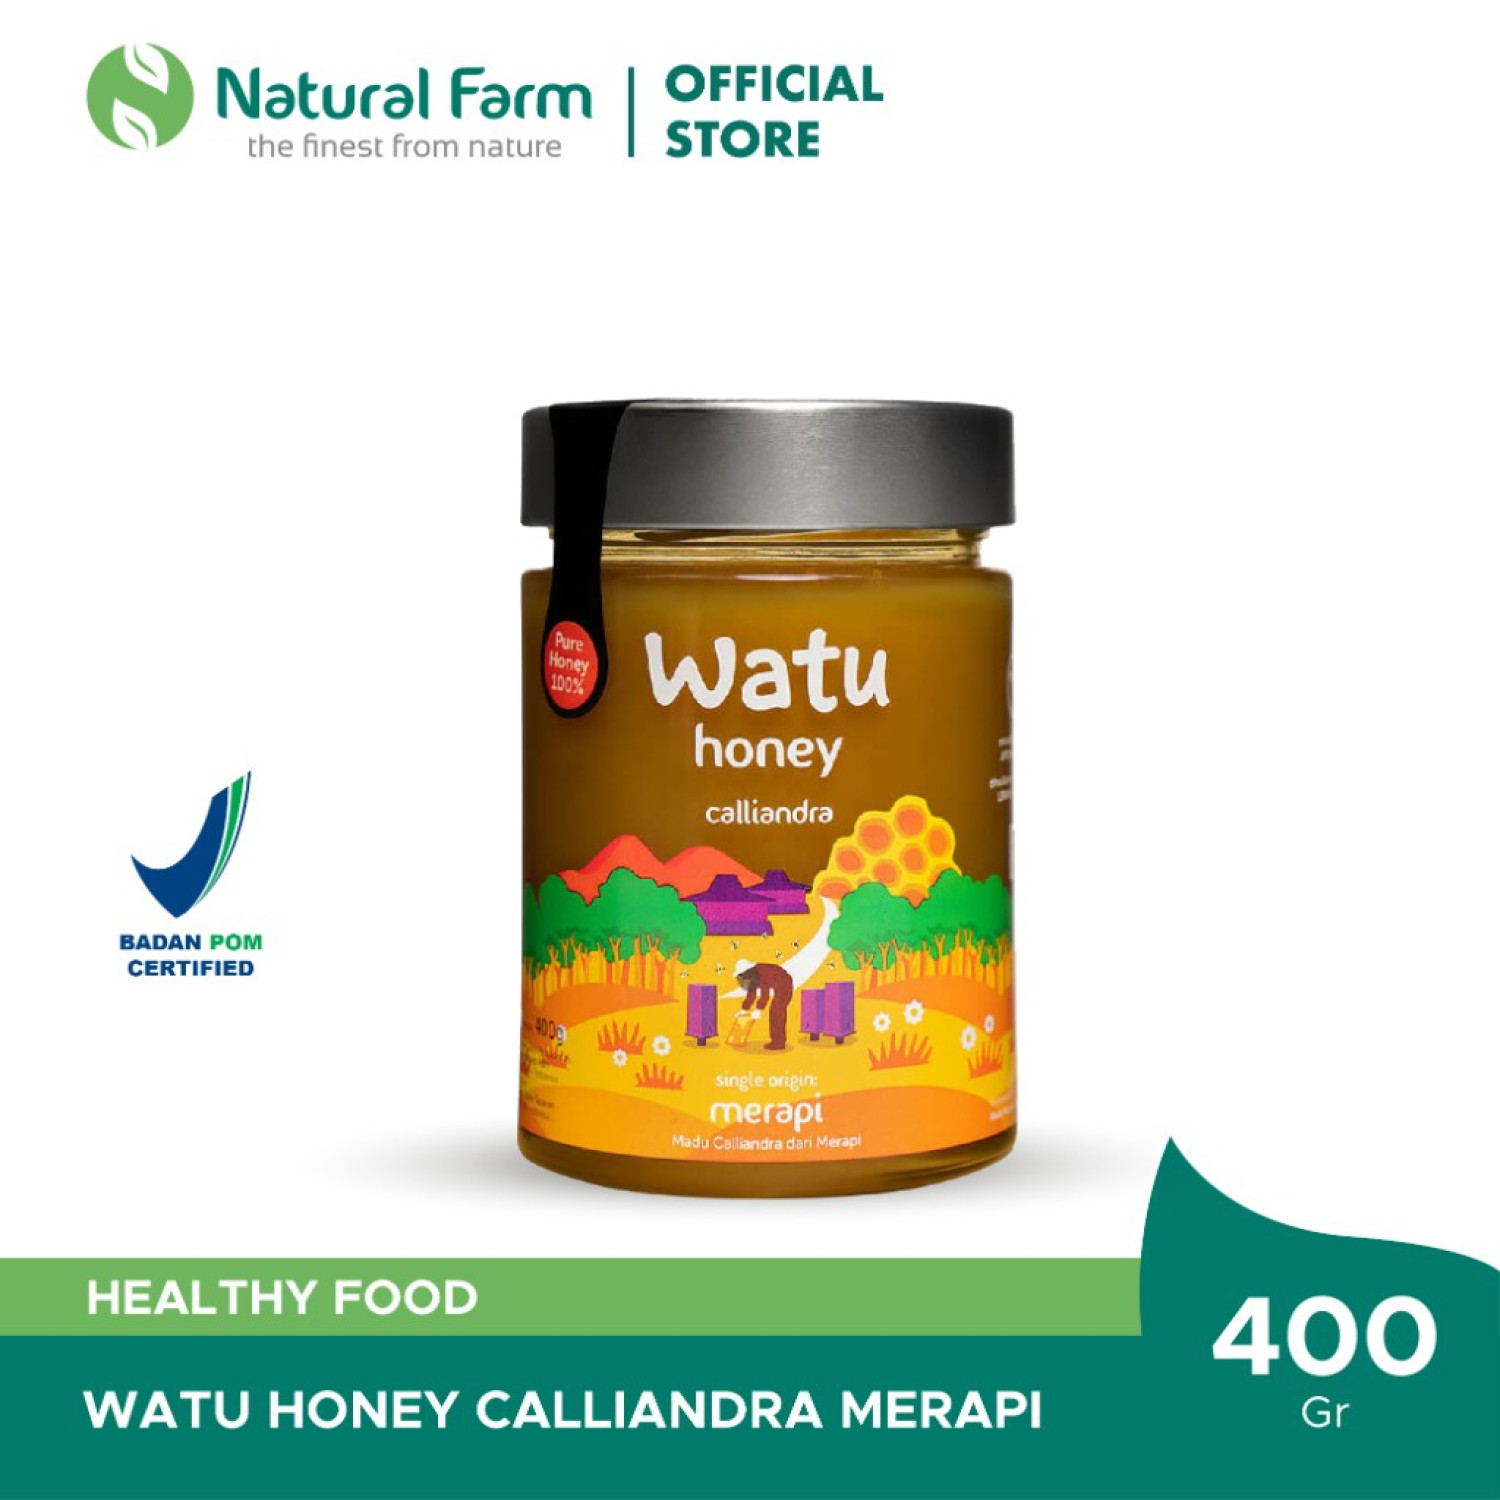 Natural Farm
the finest from nature
OFFICIAL
STORE
Pure
Honey
100%
Watu
honey
calliandra
400g
single origin:
merapi
Madu Calliandra dari Merapi
BADAN POM
CERTIFIED
HEALTHY FOOD
WATU HONEY CALLIANDRA MERAPI
400
Gr